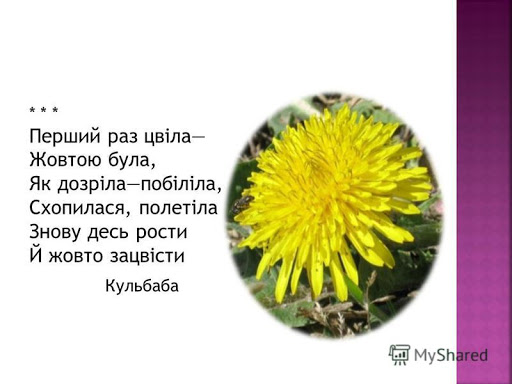 * * *
Перший раз цвіла—
Жовтою була,
Як дозріла—побіліла,
Схопилася, полетіла
Знову десь рости
Й жовто зацвісти
Кульбаба
MyShared